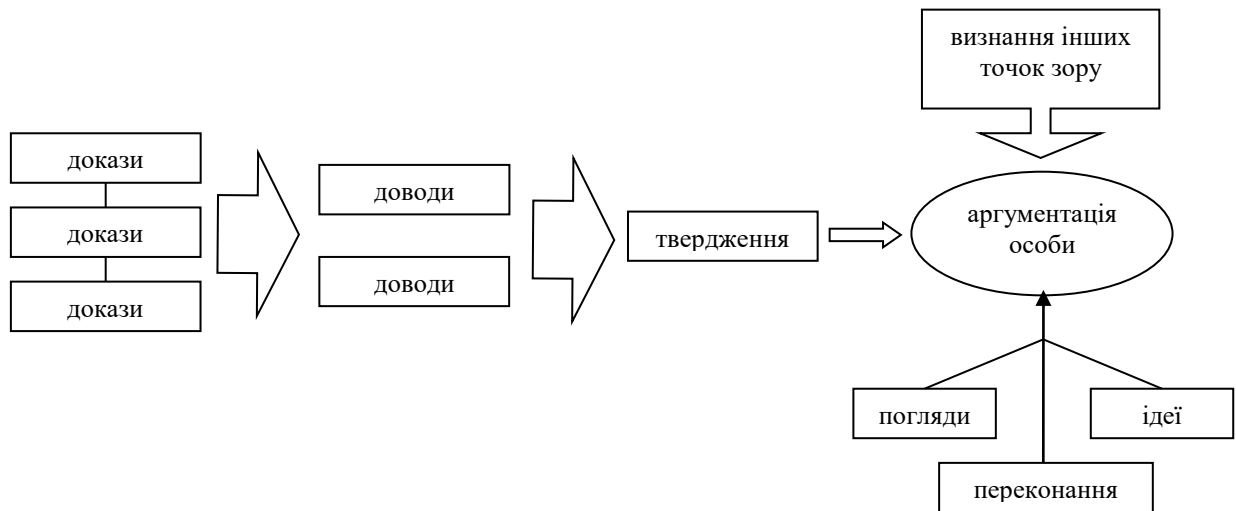 визнання інших
точок зору
докази
докази
докази
доводи
доводи
твердження
аргументація
особи
погляди
ідеї
переконання